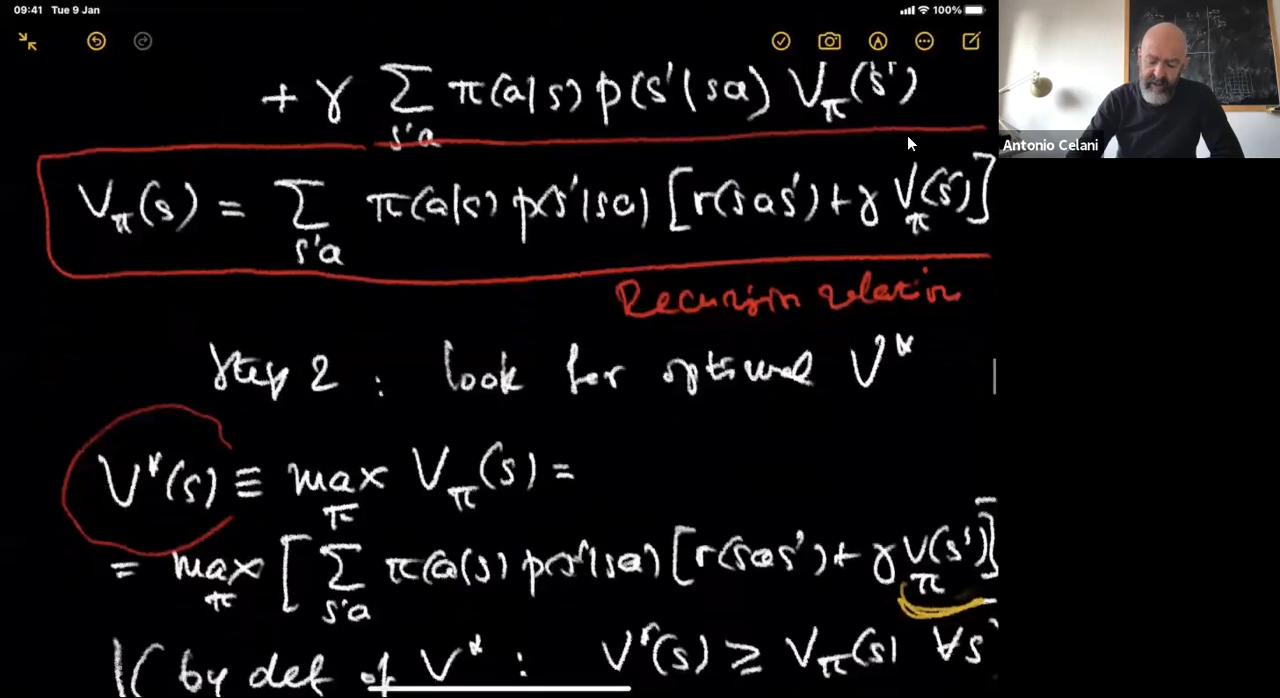 09:41 Tue 9 Jan
100%
Antonio Celani
+ γ ∑ π(a|s) p(s'|sa) V_π(s')
s'a
V_π(s) = ∑ π(a|s) p(s'|sa) [r(sas') + γ V_π(s')]
s'a
Recursion relation
Step 2 : look for optimal V*
V*(s) ≡ max V_π(s) =
π
= max [ ∑ π(a|s) p(s'|sa) [r(sas') + γ V_π(s')]
π s'a
by def of V* : V*(s) ≥ V_π(s) ∀s